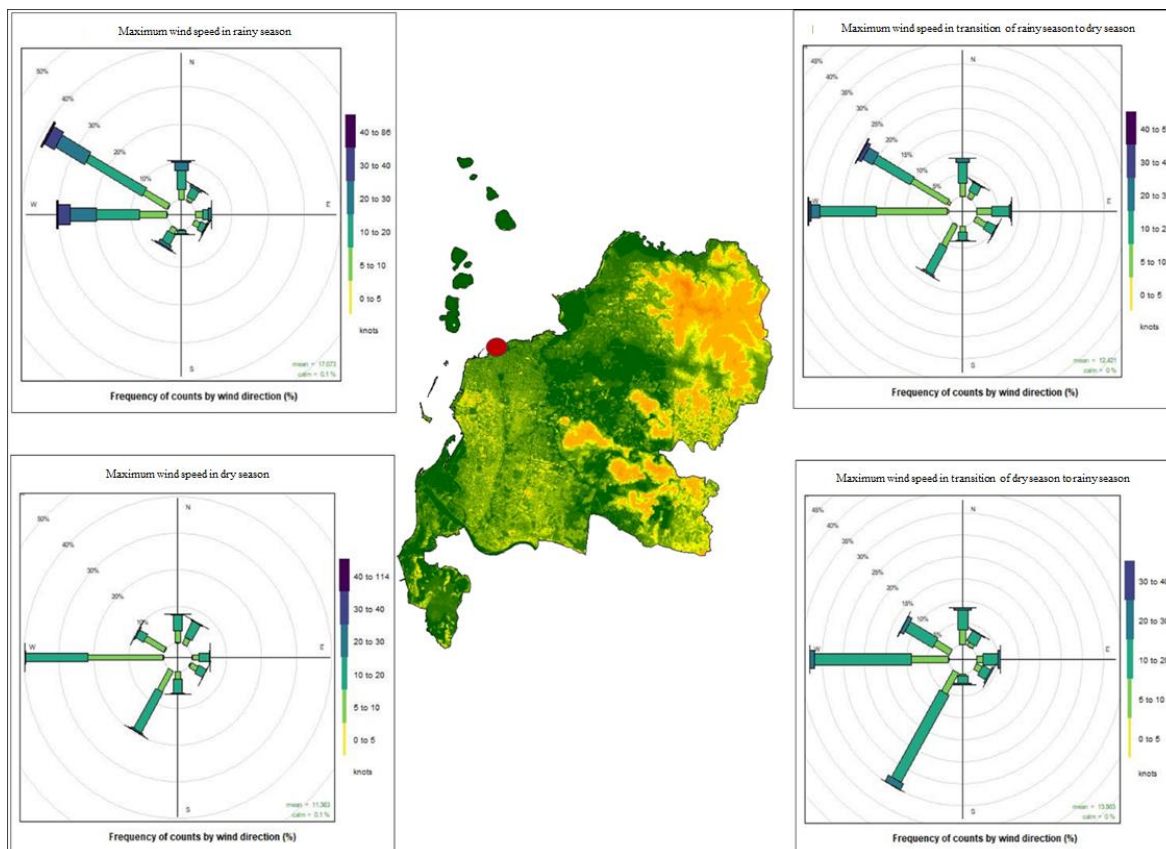 Maximum wind speed in rainy season
50%
40%
30%
20%
10%
N
W
E
S
40 to 86
30 to 40
20 to 30
10 to 20
5 to 10
0 to 5
knots
calm = 0.1 %
Frequency of counts by wind direction (%)
Maximum wind speed in transition of rainy season to dry season
45%
40%
35%
30%
25%
20%
15%
10%
5%
N
W
E
S
40 to 5
30 to 4
20 to 3
10 to 2
5 to 10
0 to 5
knots
mean = 12.421
calm = 0 %
Frequency of counts by wind direction (%)
Maximum wind speed in dry season
50%
40%
30%
20%
10%
N
W
E
S
40 to 114
30 to 40
20 to 30
10 to 20
5 to 10
0 to 5
knots
mean = 11.363
calm = 0.1 %
Frequency of counts by wind direction (%)
Maximum wind speed in transition of dry season to rainy season
45%
40%
35%
30%
25%
20%
15%
10%
N
W
E
S
30 to 40
20 to 30
10 to 20
5 to 10
0 to 5
knots
calm = 0 %
Frequency of counts by wind direction (%)